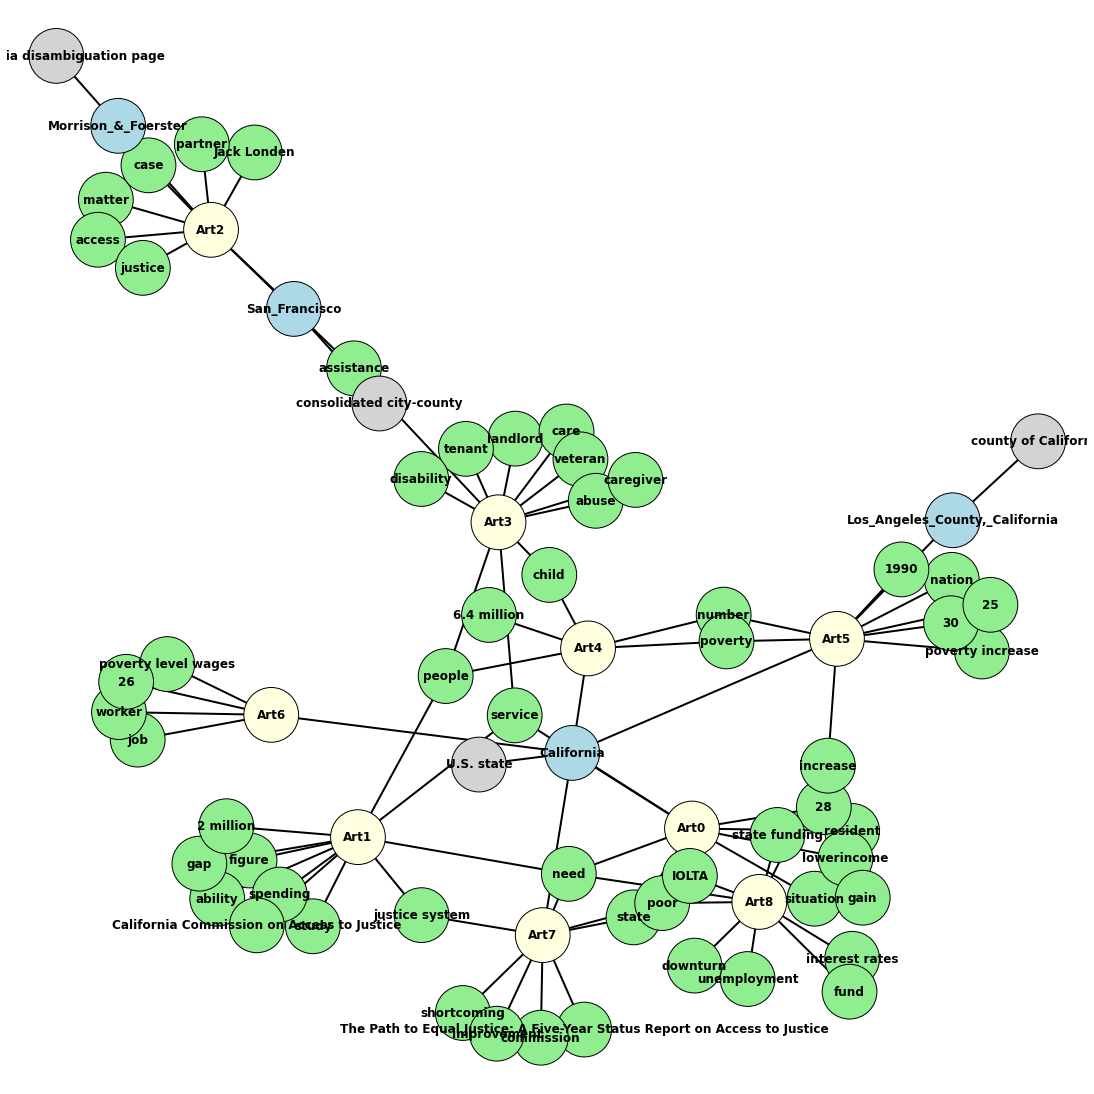 ia disambiguation page
Morrison_&_Foerster
partner
Jack Londen
case
matter
Art2
access
justice
San_Francisco
assistance
consolidated city-county
care
landlord
tenant
county of Califor
veteran
disability
caregiver
abuse
Art3
Los_Angeles_County,_California
1990
child
nation
25
6.4 million
number
30
Art5
poverty
Art4
poverty increase
poverty level wages
people
26
worker
Art6
service
job
California
U.S. state
increase
28
2 million
Art0
resident
state funding
Art1
lowerincome
figure
gap
need
IOLTA
spending
ability
gain
situation
Art8
poor
justice system
state
California Commission on Access to Justice
study
Art7
interest rates
downturn
unemployment
fund
shortcoming
The Path to Equal Justice: A Five-Year Status Report on Access to Justice
improvement
commission